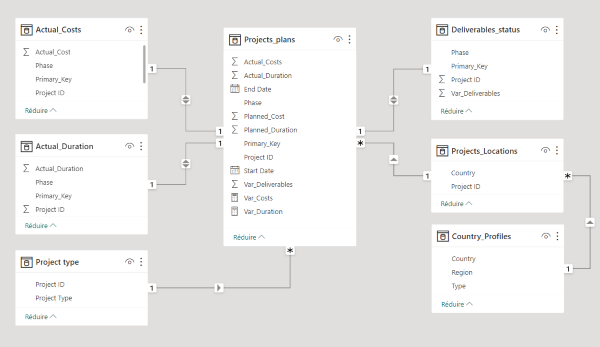 Actual_Costs
Actual_Cost
Phase
Primary_Key
Project ID
Réduire
Actual_Duration
Actual_Duration
Phase
Primary_Key
Project ID
Réduire
Project type
Project ID
Project Type
Réduire
Projects_plans
Actual_Costs
Actual_Duration
End Date
Phase
Planned_Cost
Planned_Duration
Primary_Key
Project ID
Start Date
Var_Deliverables
Var_Costs
Var_Duration
Réduire
Deliverables_status
Phase
Primary_Key
Project ID
Var_Deliverables
Réduire
Projects_Locations
Country
Project ID
Réduire
Country_Profiles
Country
Region
Type
Réduire
1
1
1
1
1
*
1
1
*
1
*
1